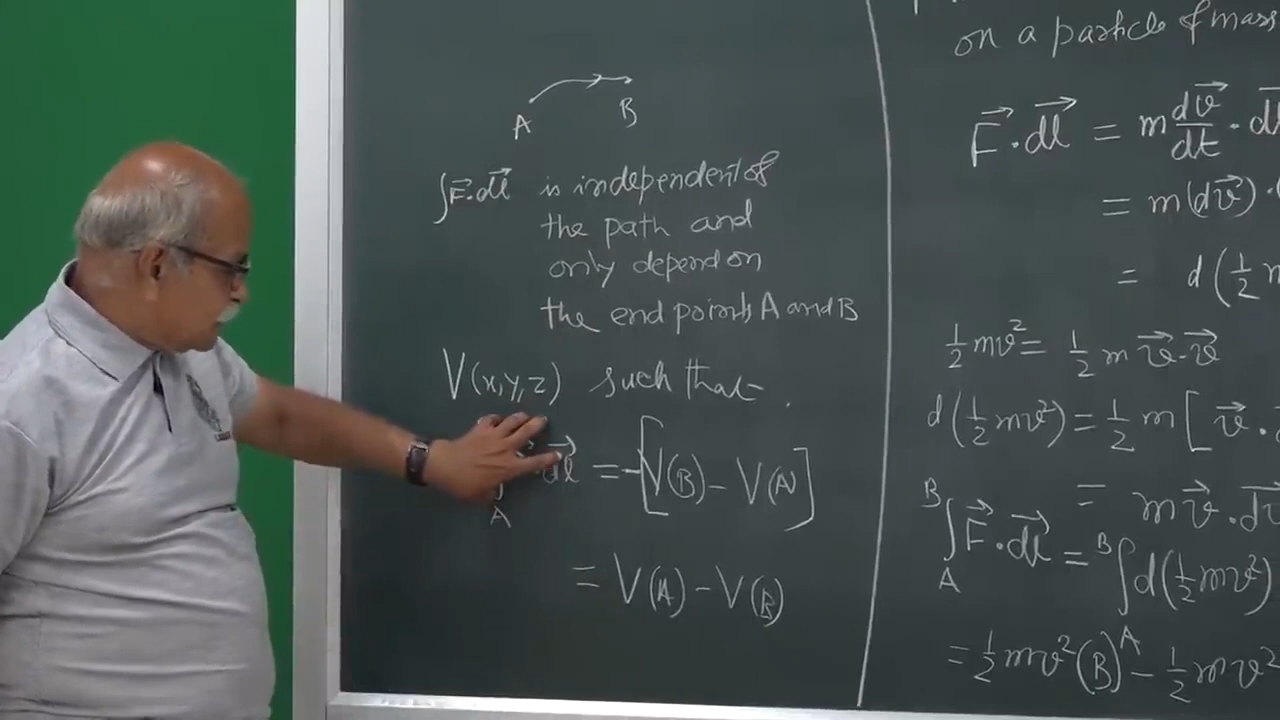 A B
∫F⃗.dl⃗ is independent of
the path and
only depend on
the end points A and B
V(x,y,z) such that
A dl⃗ = -[V(B) - V(A)]
= V(A) - V(B)
on a particle of mass
F⃗.dl⃗ = m dv⃗/dt .
= m(dv⃗).
= d(½
½mv² = ½ m v⃗.v⃗
d(½mv²) = ½ m [v⃗.
= m v⃗.dv⃗
B∫A F⃗.dl⃗ = B∫A d(½mv²)
= ½mv²(B) - ½mv²